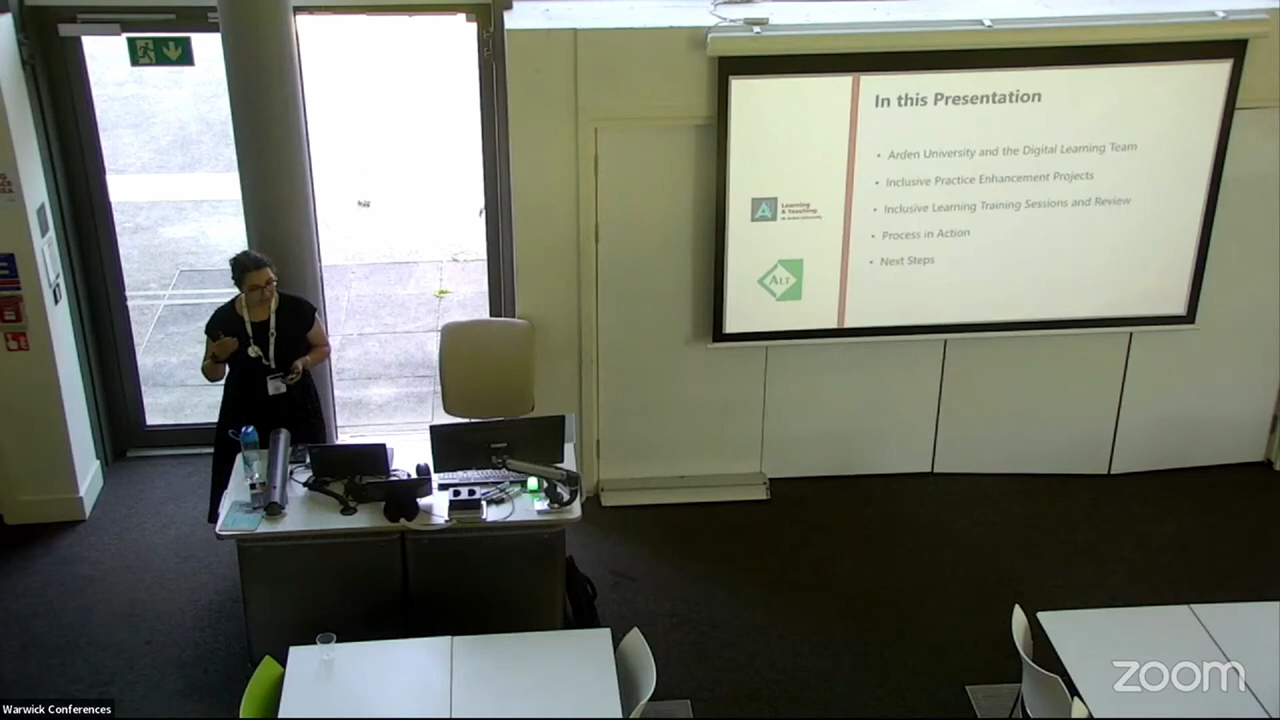 In this Presentation
• Arden University and the Digital Learning Team
• Inclusive Practice Enhancement Projects
• Inclusive Learning Training Sessions and Review
• Process in Action
• Next Steps
Learning
& Teaching
ALT
zoom
Warwick Conferences